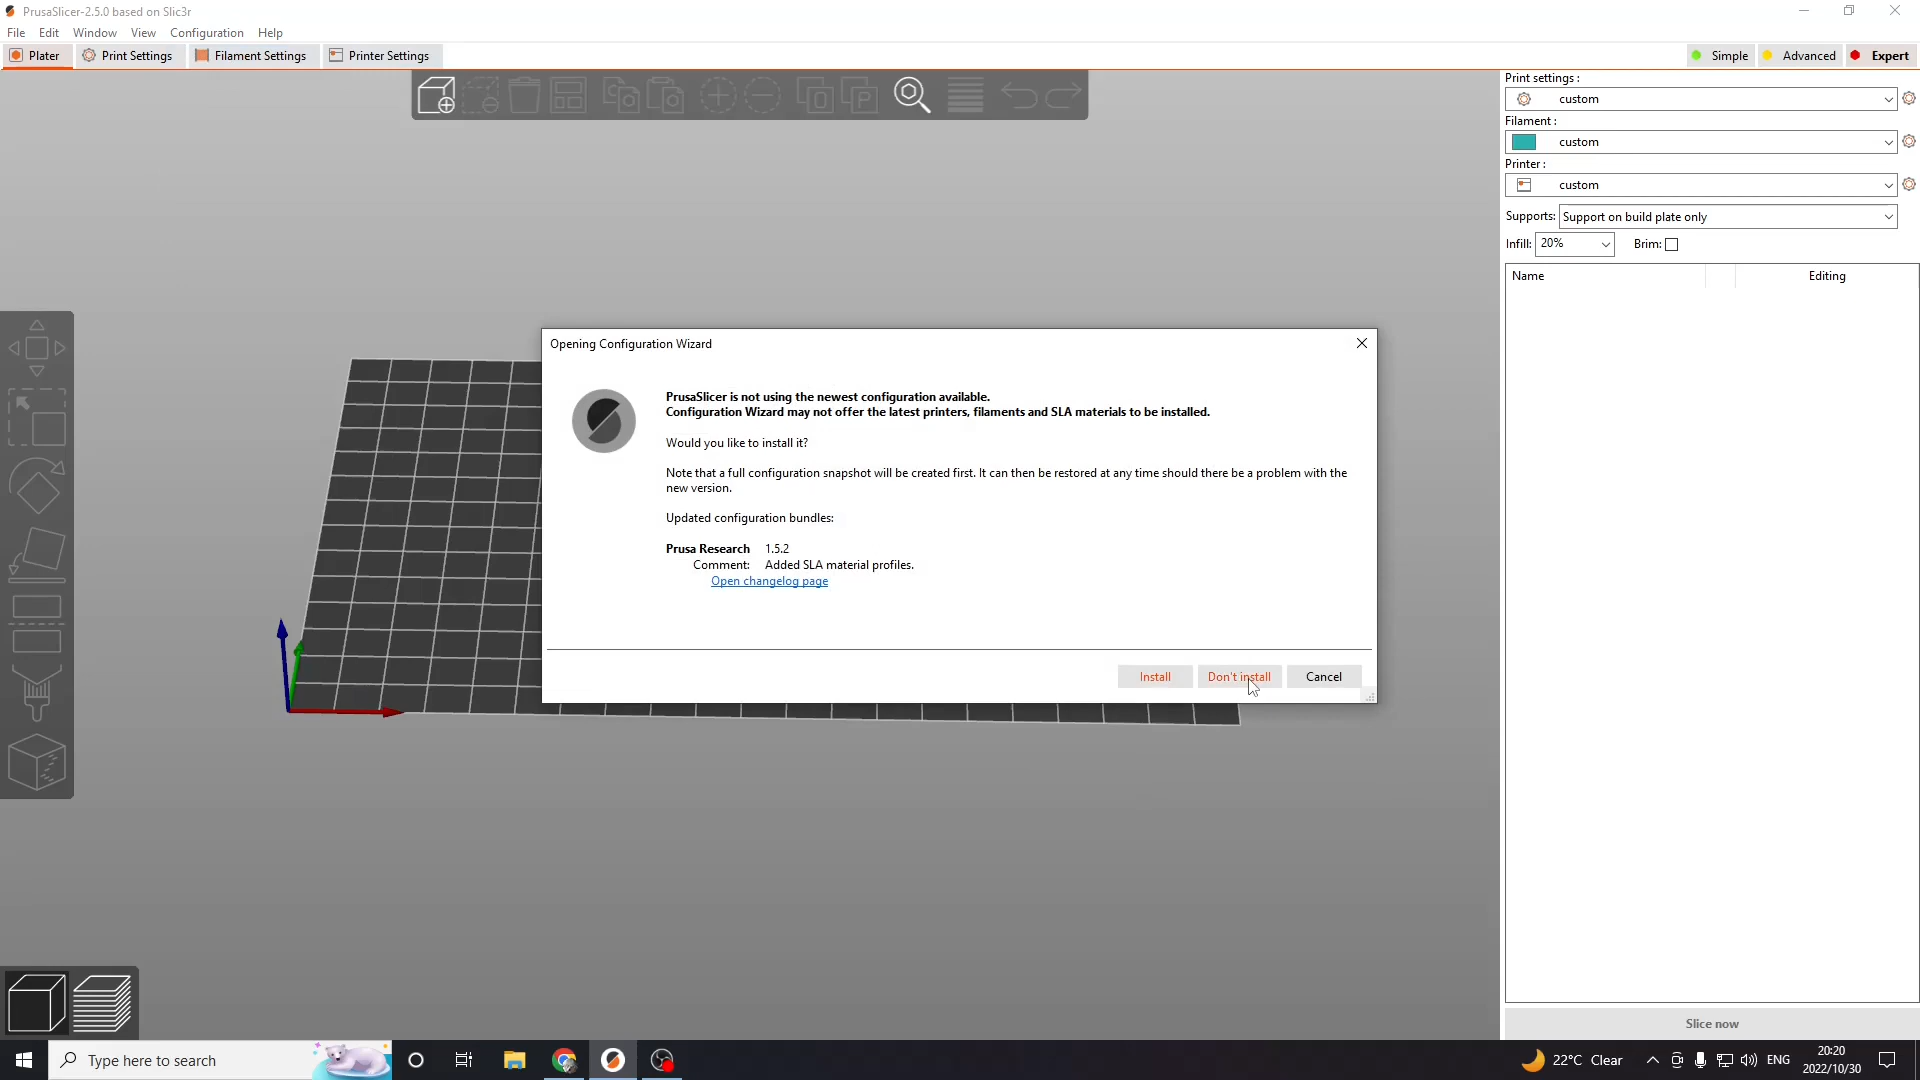 PrusaSlicer-2.5.0 based on Slic3r
File Edit Window View Configuration Help
Plater Print Settings Filament Settings Printer Settings
Simple Advanced Expert
Print settings :
custom
Filament :
custom
Printer :
custom
Supports: Support on build plate only
Infill: 20% Brim:
Name Editing
Opening Configuration Wizard
PrusaSlicer is not using the newest configuration available.
Configuration Wizard may not offer the latest printers, filaments and SLA materials to be installed.
Would you like to install it?
Note that a full configuration snapshot will be created first. It can then be restored at any time should there be a problem with the
new version.
Updated configuration bundles:
Prusa Research 1.5.2
Comment: Added SLA material profiles.
Open changelog page
Install Don't install Cancel
Slice now
Type here to search
22°C Clear
ENG
20:20
2022/10/30